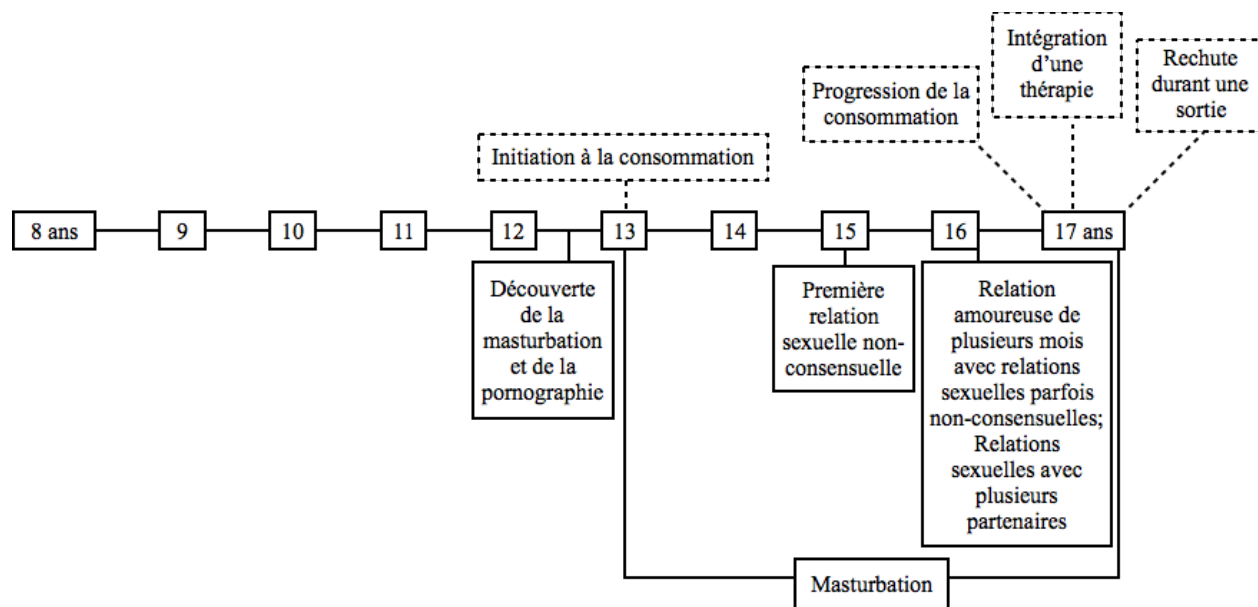 Intégration
d'une
thérapie
Rechute
durant une
sortie
Progression de la
consommation
Initiation à la consommation
8 ans
9
10
11
12
13
14
15
16
17 ans
Découverte
de la
masturbation
et de la
pornographie
Première
relation
sexuelle non-
consensuelle
Relation
amoureuse de
plusieurs mois
avec relations
sexuelles parfois
non-consensuelles;
Relations
sexuelles avec
plusieurs
partenaires
Masturbation